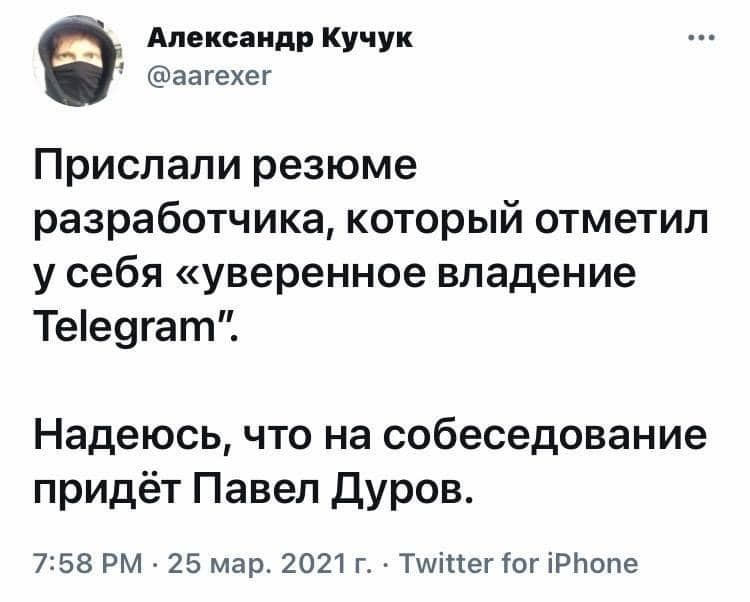 Александр Кучук
@aarexer
Прислали резюме
разработчика, который отметил
у себя «уверенное владение
Telegram”.
Надеюсь, что на собеседование
придёт Павел Дуров.
7:58 PM · 25 мар. 2021 г. · Twitter for iPhone